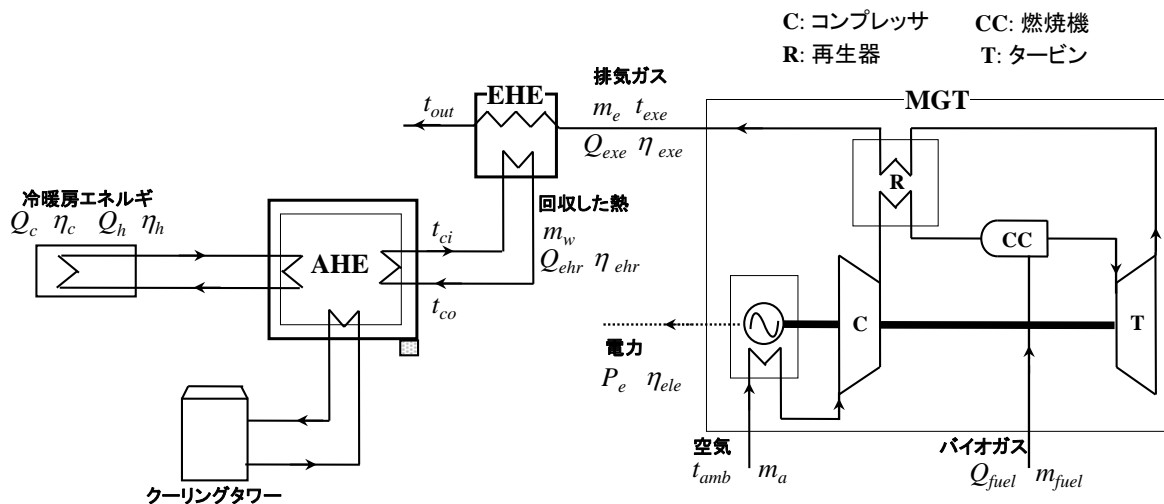 C: コンプレッサ CC: 燃焼機
R: 再生器 T: タービン
MGT
排気ガス
m_e t_exe
Q_exe η_exe
EHE
t_out
R
CC
冷暖房エネルギ
Q_c η_c Q_h η_h
回収した熱
m_w
Q_ehr η_ehr
t_ci
AHE
t_co
C
T
電力
P_e η_ele
空気
t_amb m_a
バイオガス
Q_fuel m_fuel
クーリングタワー